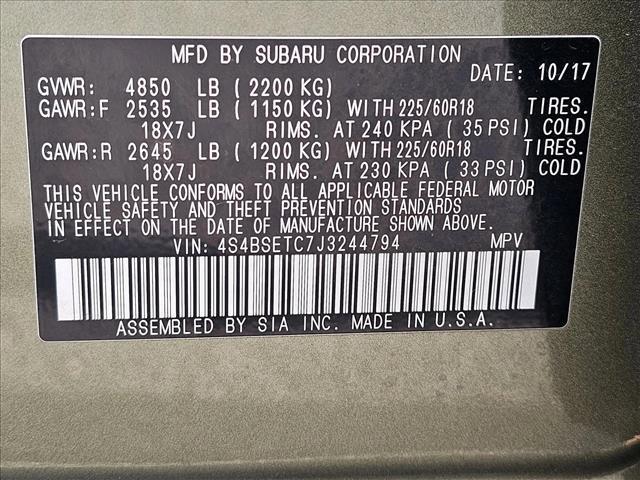 MFD BY SUBARU CORPORATION
DATE: 10/17
GVWR: 4850 LB (2200 KG)
GAWR:F 2535 LB (1150 KG) WITH 225/60R18 TIRES.
18X7J RIMS. AT 240 KPA (35 PSI) COLD
GAWR:R 2645 LB (1200 KG) WITH 225/60R18 TIRES.
18X7J RIMS. AT 230 KPA (33 PSI) COLD
THIS VEHICLE CONFORMS TO ALL APPLICABLE FEDERAL MOTOR
VEHICLE SAFETY AND THEFT PREVENTION STANDARDS
IN EFFECT ON THE DATE OF MANUFACTURE SHOWN ABOVE.
VIN: 4S4BSETC7J3244794 MPV
ASSEMBLED BY SIA INC. MADE IN U.S.A.